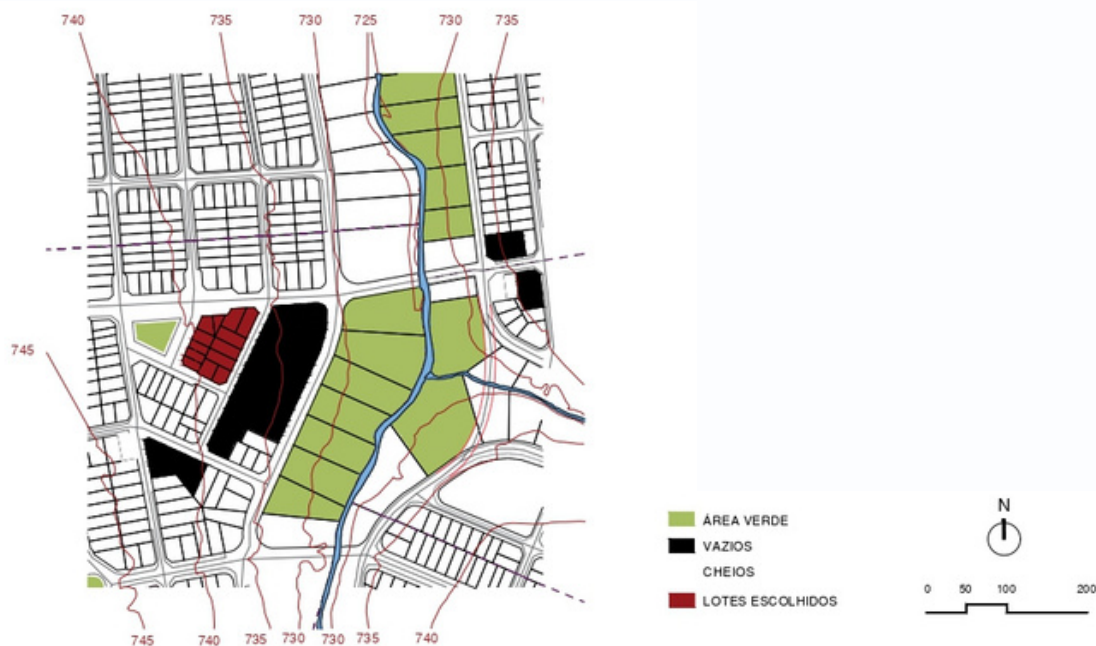 740 735 730 725 730 735
745
ÁREA VERDE
VAZIOS
CHEIOS
LOTES ESCOLHIDOS
N
0 50 100 200
745 740 735 730 730 735 740